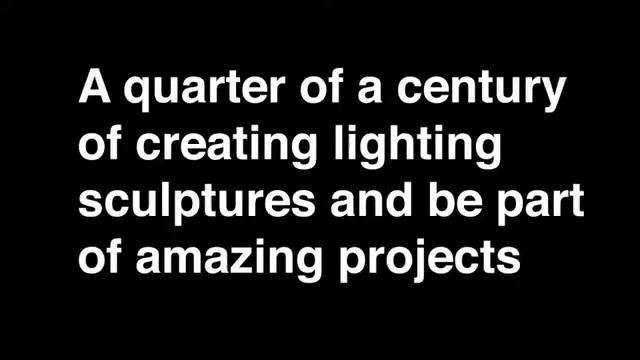 A quarter of a century
of creating lighting
sculptures and be part
of amazing projects